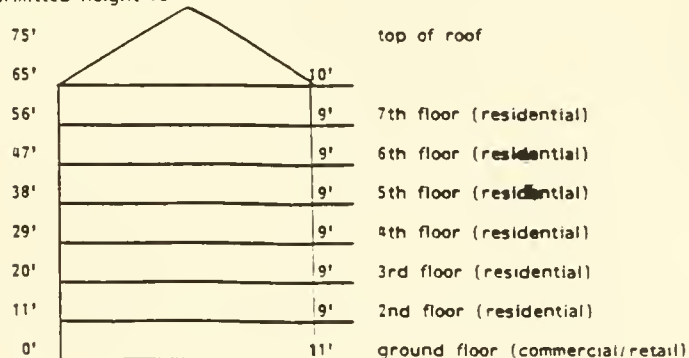 75' top of roof
65' 10'
56' 9' 7th floor (residential)
47' 9' 6th floor (residential)
38' 9' 5th floor (residential)
29' 9' 4th floor (residential)
20' 9' 3rd floor (residential)
11' 9' 2nd floor (residential)
0' 11' ground floor (commercial/retail)